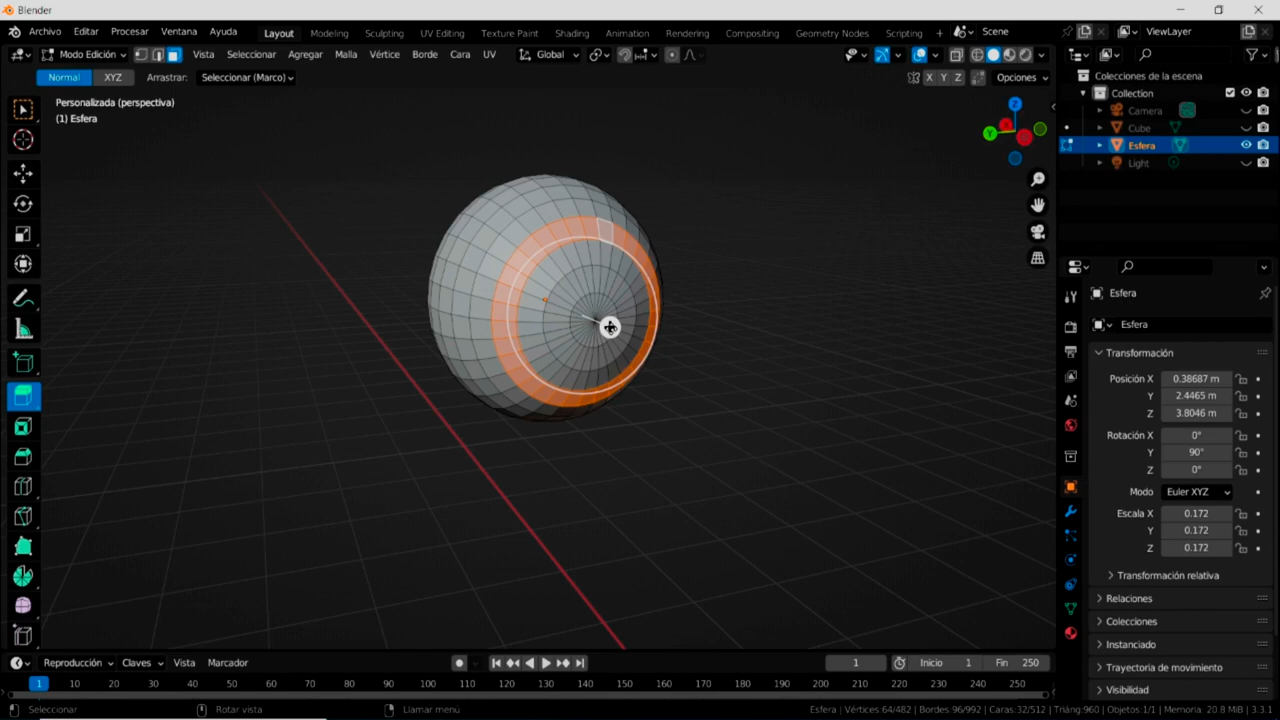 Blender
Archivo Editar Procesar Ventana Ayuda Layout Modeling Sculpting UV Editing Texture Paint Shading Animation Rendering Compositing Geometry Nodes Scripting + Scene ViewLayer
Modo Edición Vista Seleccionar Agregar Malla Vértice Borde Cara UV Global
Normal XYZ Arrastrar: Seleccionar (Marco) X Y Z Opciones
Personalizada (perspectiva)
(1) Esfera
Z
Y
X
Colecciones de la escena
Collection
Camera
Cube
Esfera
Light
Esfera
Esfera
Transformación
Posición X 0.38687 m
Y 2.4465 m
Z 3.8046 m
Rotación X 0°
Y 90°
Z 0°
Modo Euler XYZ
Escala X 0.172
Y 0.172
Z 0.172
Transformación relativa
Relaciones
Colecciones
Instanciado
Trayectoria de movimiento
Visibilidad
Reproducción Claves Vista Marcador 1 Inicio 1 Fin 250
1 10 20 30 40 50 60 70 80 90 100 110 120 130 140 150 160 170 180 190 200 210 220 230 240 250
Seleccionar Rotar vista Llamar menú Esfera | Vértices:64/482 | Bordes:96/992 | Caras:32/512 | Triáng:960 | Objetos:1/1 | Memoria: 20.8 MiB | 3.3.1